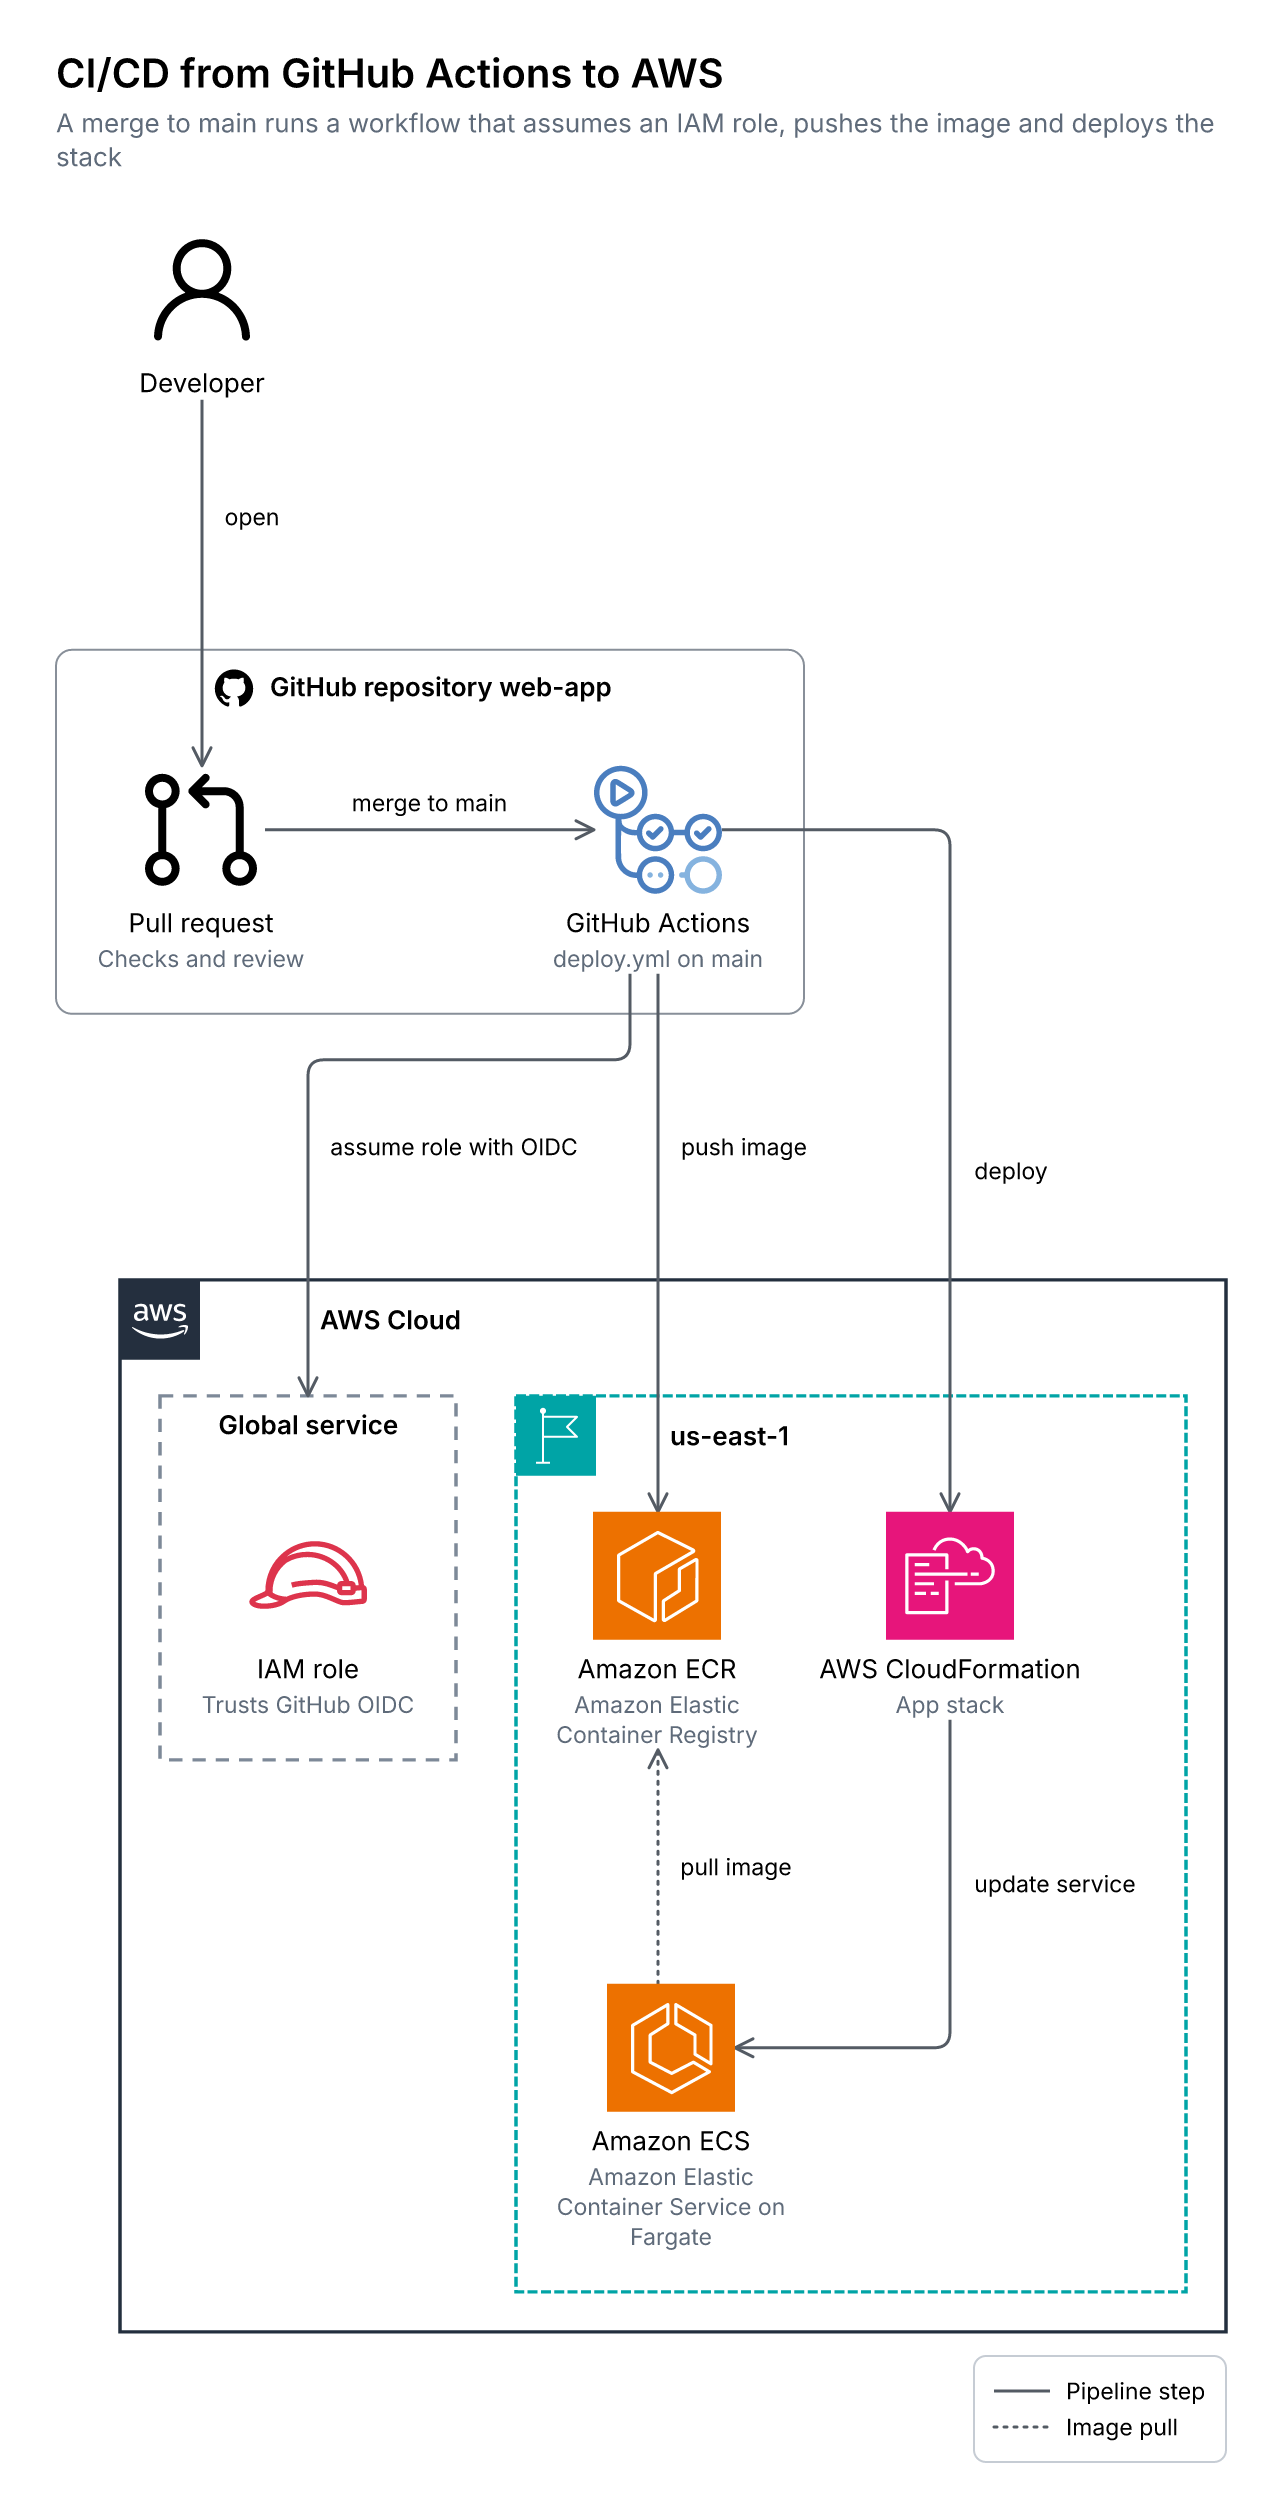 CI/CD from GitHub Actions to AWS
A merge to main runs a workflow that assumes an IAM role, pushes the image and deploys the
stack
Developer
open
GitHub repository web-app
merge to main
Pull request
Checks and review
GitHub Actions
deploy.yml on main
assume role with OIDC
push image
deploy
aws
AWS Cloud
Global service
us-east-1
IAM role
Trusts GitHub OIDC
Amazon ECR
Amazon Elastic
Container Registry
AWS CloudFormation
App stack
pull image
update service
Amazon ECS
Amazon Elastic
Container Service on
Fargate
Pipeline step
Image pull